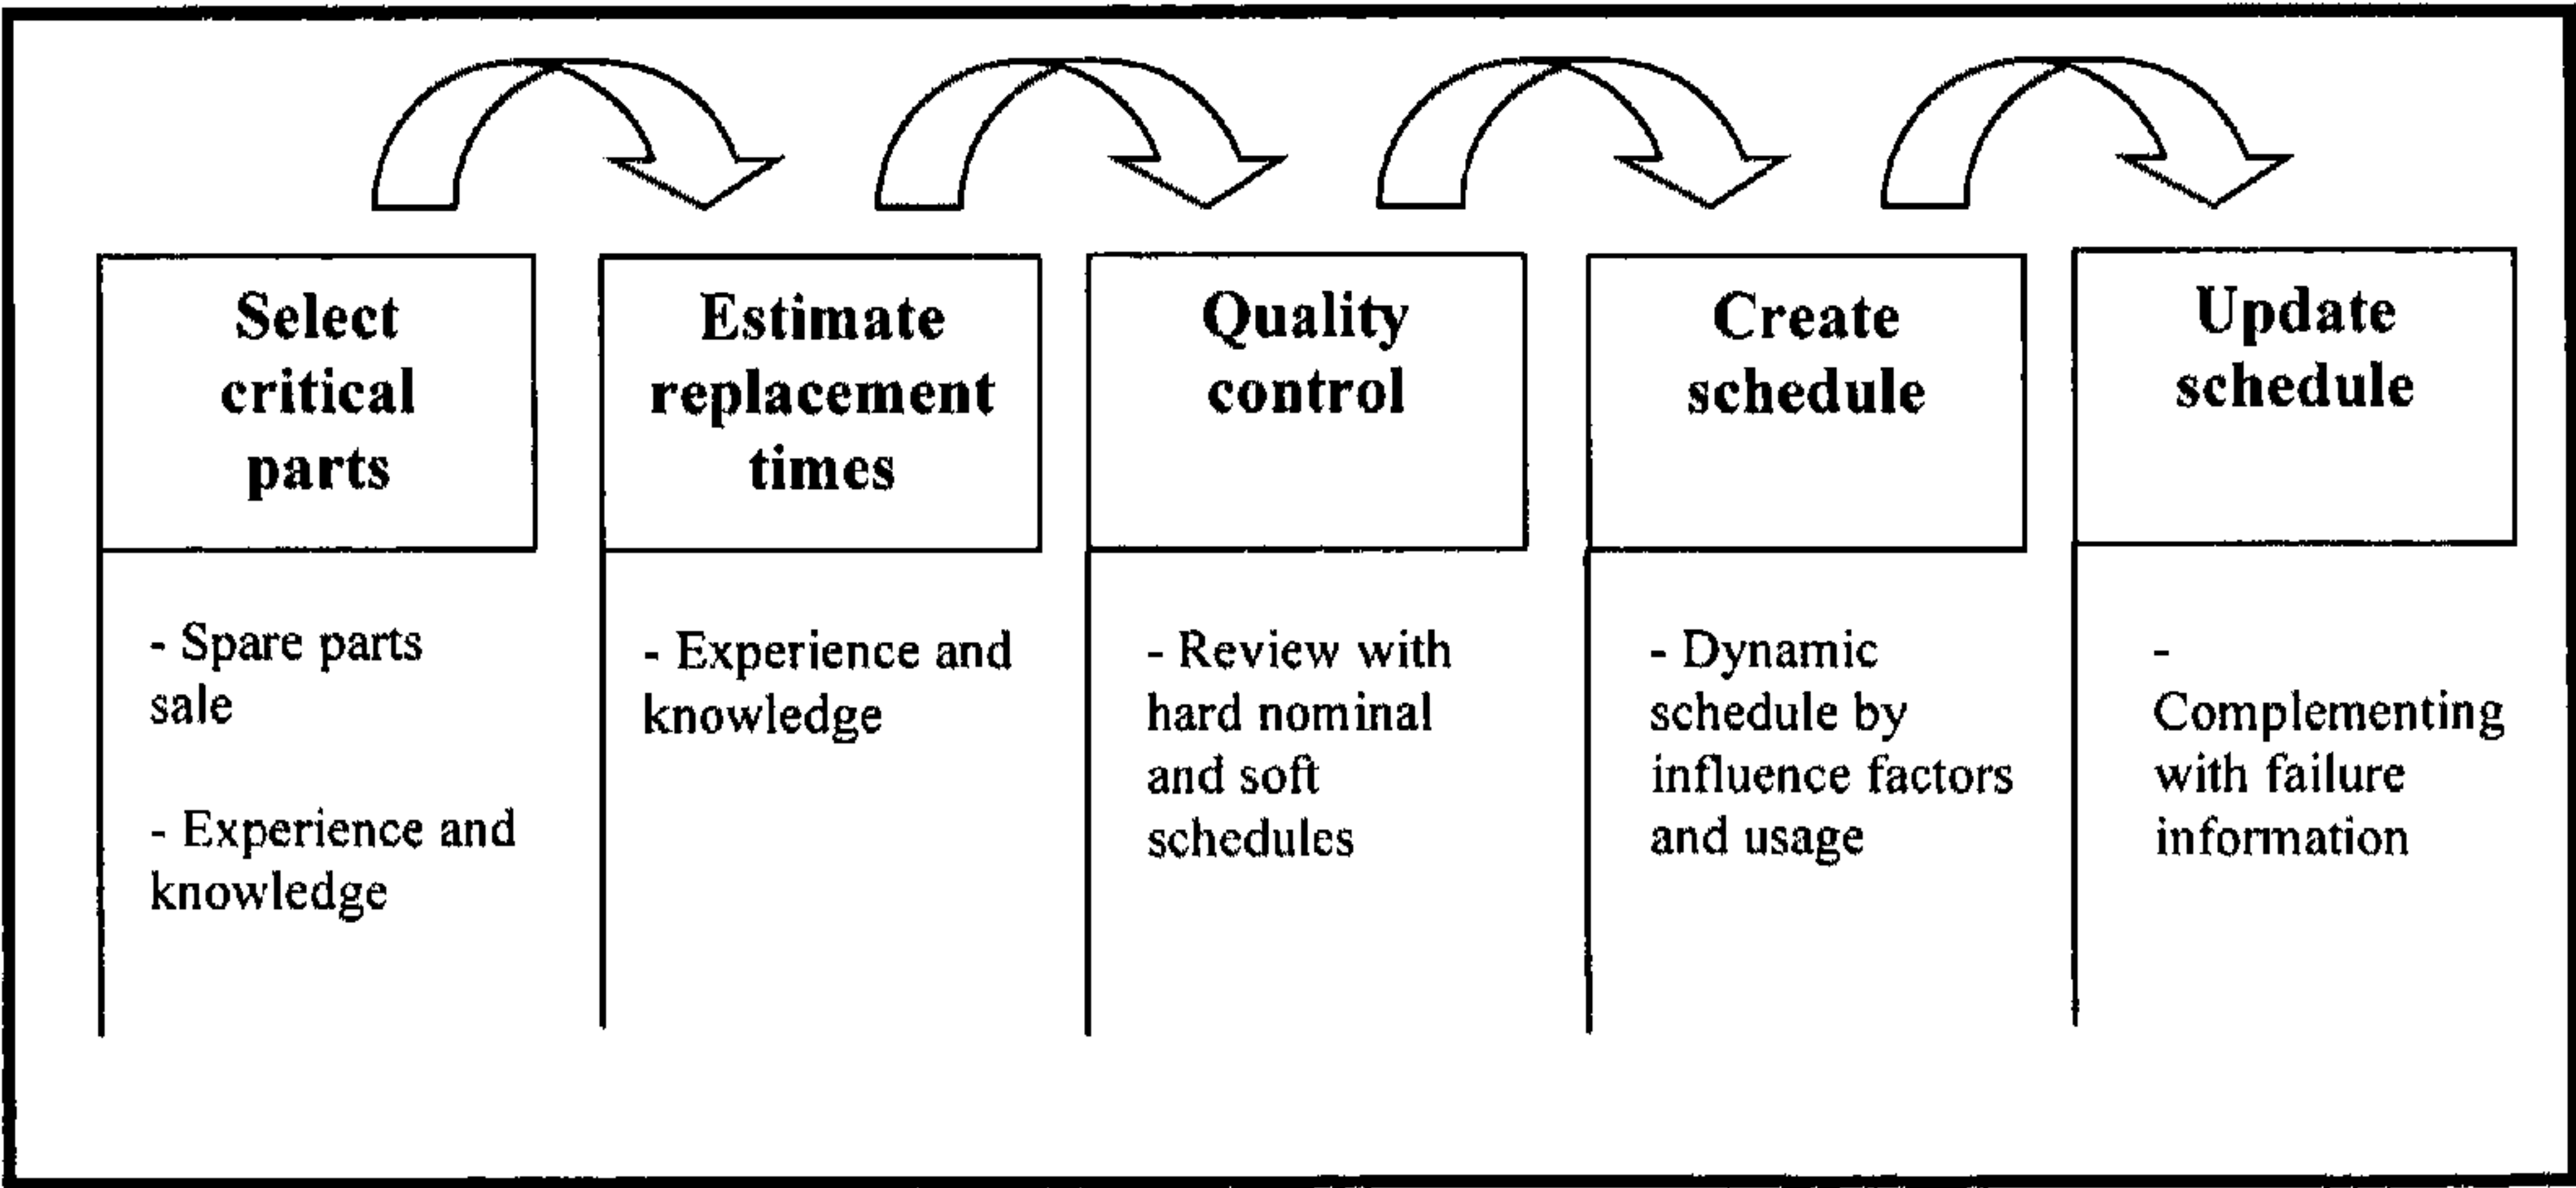 Select
critical
parts
- Spare parts
sale
- Experience and
knowledge
Estimate
replacement
times
- Experience and
knowledge
Quality
control
- Review with
hard nominal
and soft
schedules
Create
schedule
- Dynamic
schedule by
influence factors
and usage
Update
schedule
-
Complementing
with failure
information